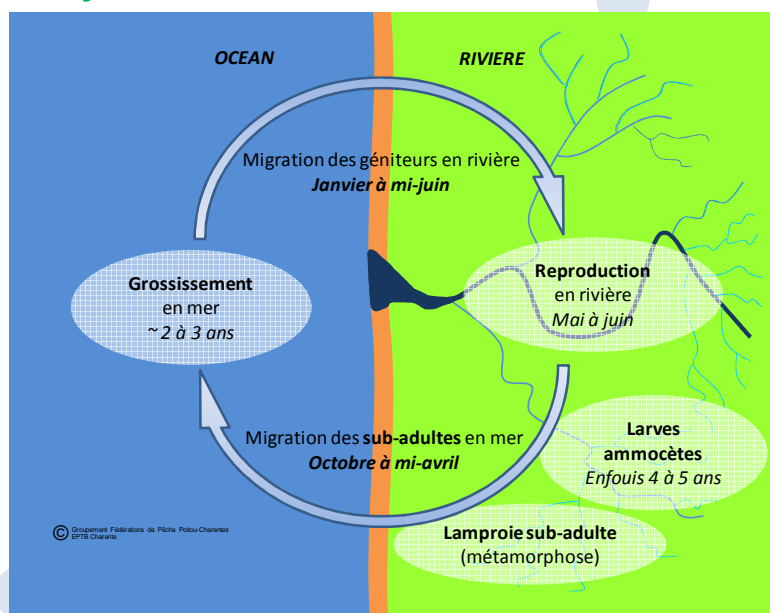 OCEAN
RIVIERE
Migration des géniteurs en rivière
Janvier à mi-juin
Grossissement
en mer
~ 2 à 3 ans
Reproduction
en rivière
Mai à juin
Migration des sub-adultes en mer
Octobre à mi-avril
Larves
ammocètes
Enfouis 4 à 5 ans
Lamproie sub-adulte
(métamorphose)
© Groupement Fédérations de Pêche Poitou-Charentes
EPTB Charente